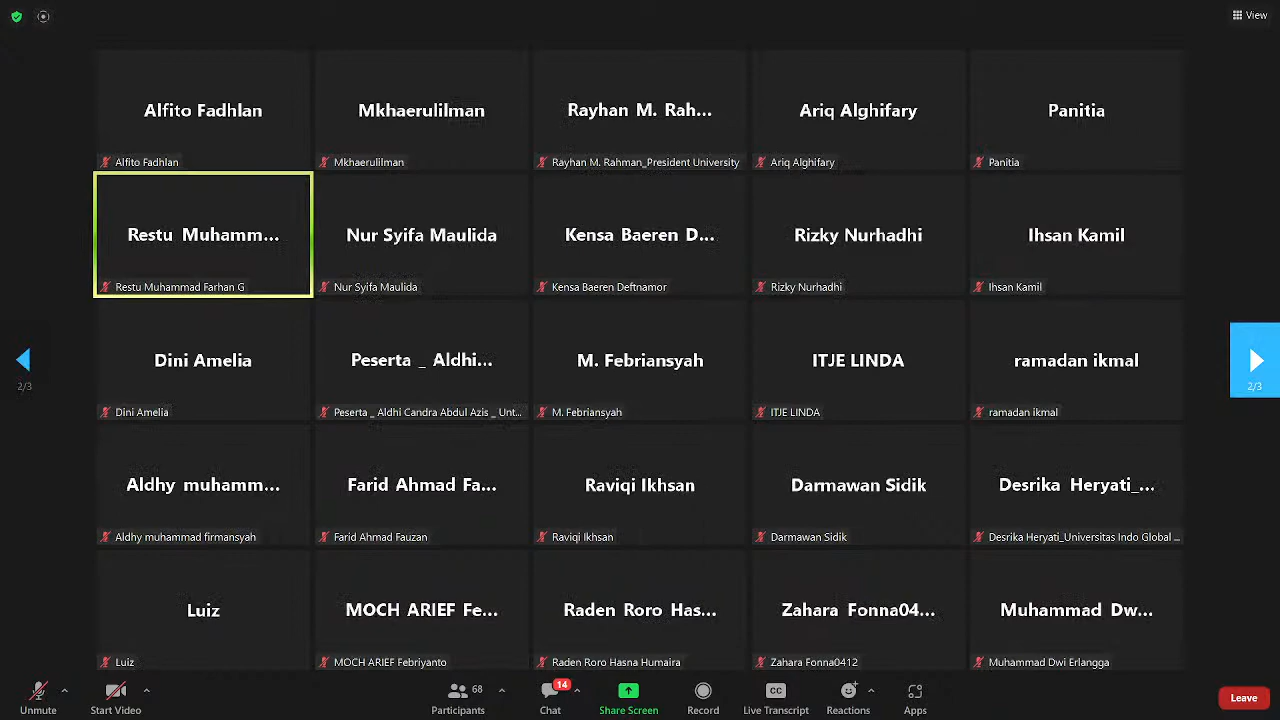 View
Alfito Fadhlan
Mkhaerulilman
Rayhan M. Rah...
Ariq Alghifary
Panitia
Alfito Fadhlan
Mkhaerulilman
Rayhan M. Rahman_President University
Ariq Alghifary
Panitia
Restu Muhamm...
Nur Syifa Maulida
Kensa Baeren D...
Rizky Nurhadhi
Ihsan Kamil
Restu Muhammad Farhan G
Nur Syifa Maulida
Kensa Baeren Deftnamor
Rizky Nurhadhi
Ihsan Kamil
Dini Amelia
Peserta _ Aldhi...
M. Febriansyah
ITJE LINDA
ramadan ikmal
2/3
2/3
Dini Amelia
Peserta _ Aldhi Candra Abdul Azis _ Unt...
M. Febriansyah
ITJE LINDA
ramadan ikmal
Aldhy muhamm...
Farid Ahmad Fa...
Raviqi Ikhsan
Darmawan Sidik
Desrika Heryati_...
Aldhy muhammad firmansyah
Farid Ahmad Fauzan
Raviqi Ikhsan
Darmawan Sidik
Desrika Heryati_Universitas Indo Global ...
Luiz
MOCH ARIEF Fe...
Raden Roro Has...
Zahara Fonna04...
Muhammad Dw...
Luiz
MOCH ARIEF Febriyanto
Raden Roro Hasna Humaira
Zahara Fonna0412
Muhammad Dwi Erlangga
68
14
CC
Unmute
Start Video
Participants
Chat
Share Screen
Record
Live Transcript
Reactions
Apps
Leave